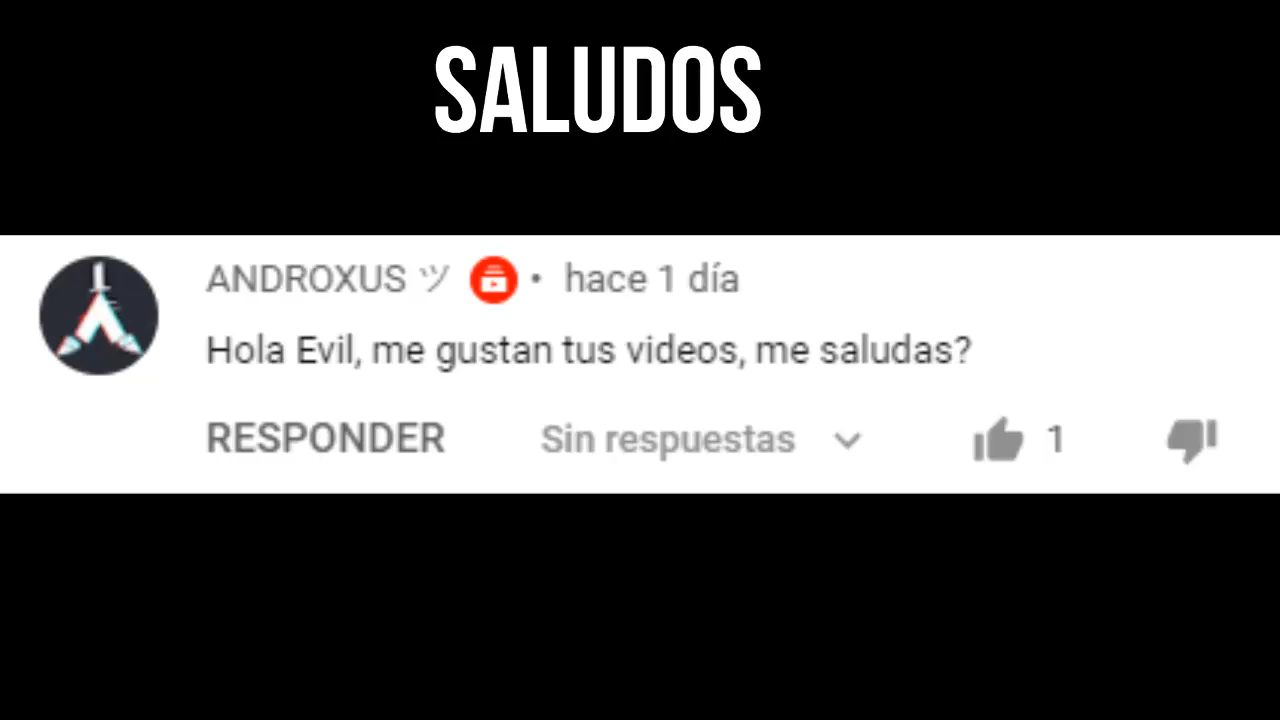 SALUDOS
ANDROXUS ツ • hace 1 día
Hola Evil, me gustan tus videos, me saludas?
RESPONDER Sin respuestas 1